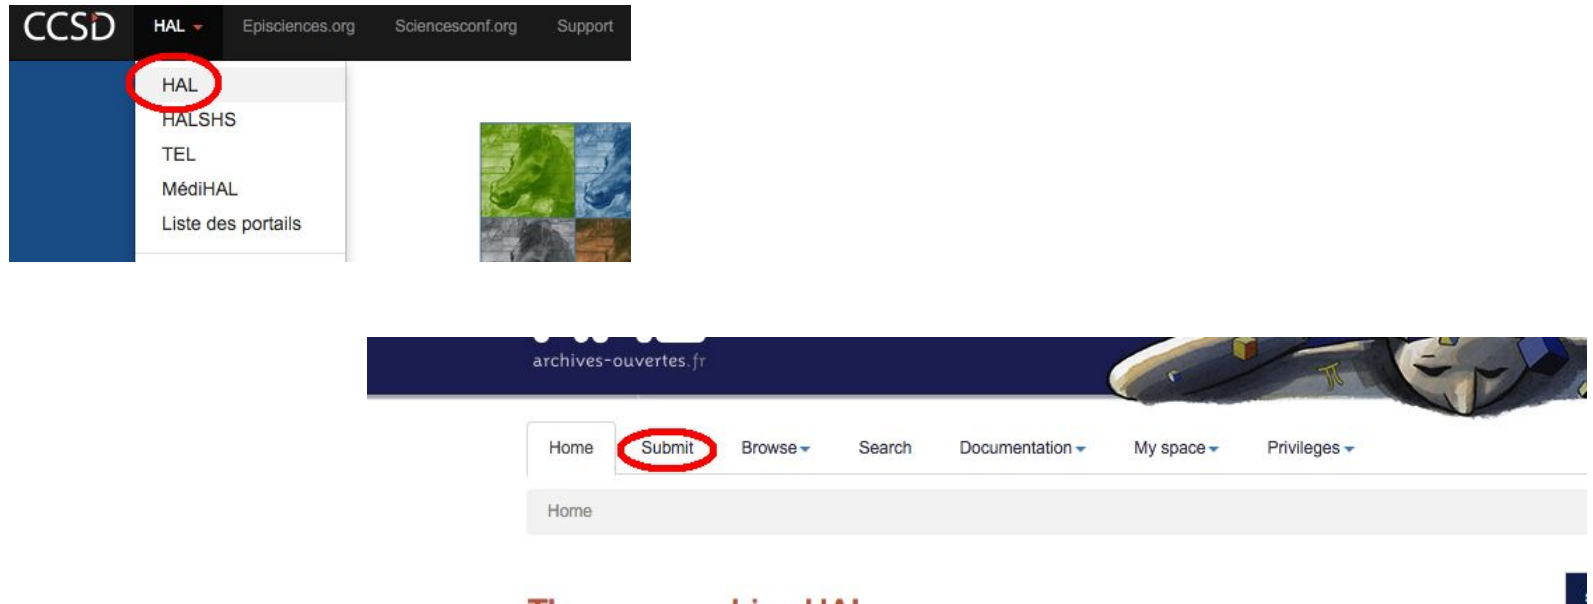 CCSD HAL Episciences.org Sciencesconf.org Support
HAL
HALSHS
TEL
MédiHAL
Liste des portails
archives-ouvertes.fr
Home Submit Browse Search Documentation My space Privileges
Home